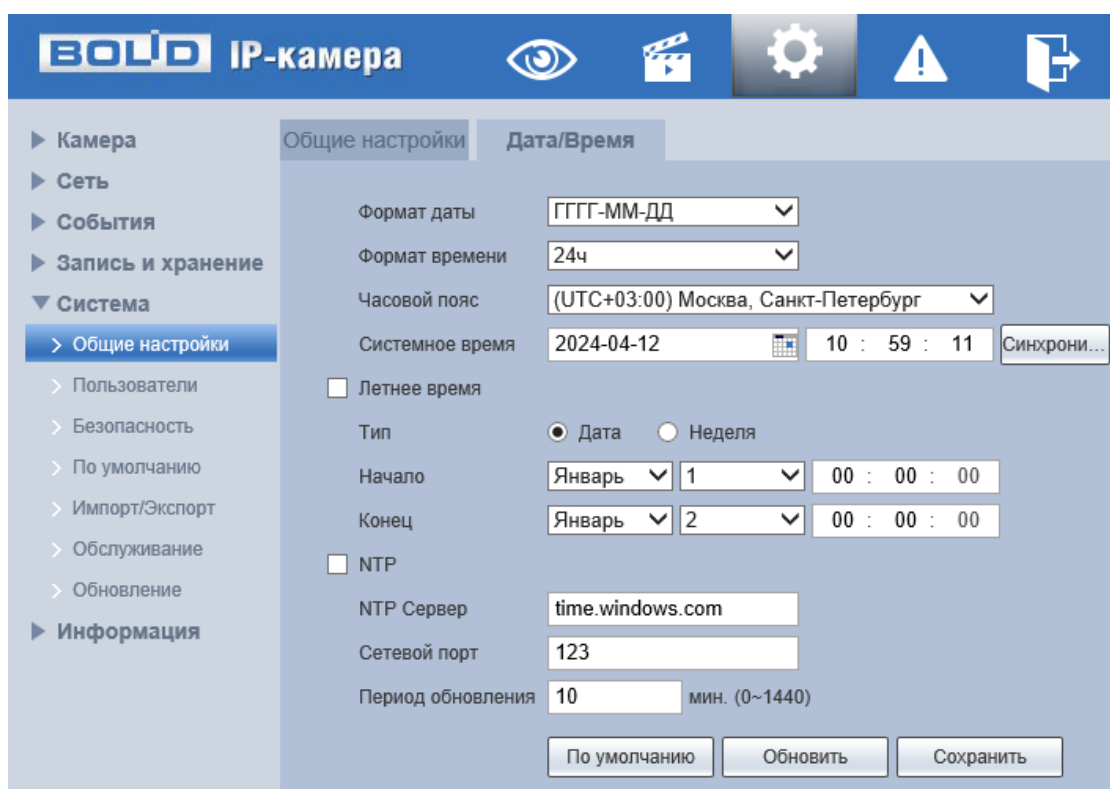 BOLID IP-камера
Камера
Сеть
События
Запись и хранение
Система
Общие настройки
Пользователи
Безопасность
По умолчанию
Импорт/Экспорт
Обслуживание
Обновление
Информация
Общие настройки Дата/Время
Формат даты ГГГГ-ММ-ДД
Формат времени 24ч
Часовой пояс (UTC+03:00) Москва, Санкт-Петербург
Системное время 2024-04-12 10 : 59 : 11 Синхрони...
Летнее время
Тип Дата Неделя
Начало Январь 1 00 : 00 : 00
Конец Январь 2 00 : 00 : 00
NTP
NTP Сервер time.windows.com
Сетевой порт 123
Период обновления 10 мин. (0~1440)
По умолчанию Обновить Сохранить